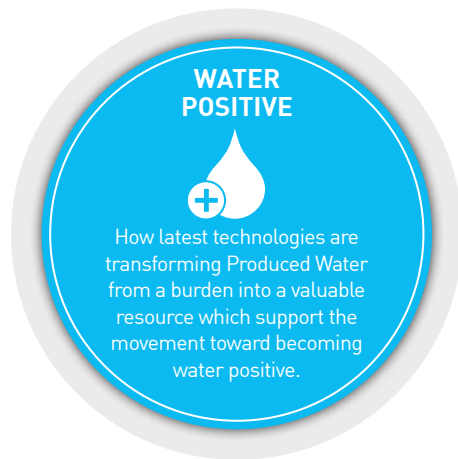 WATER
POSITIVE
How latest technologies are
transforming Produced Water
from a burden into a valuable
resource which support the
movement toward becoming
water positive.